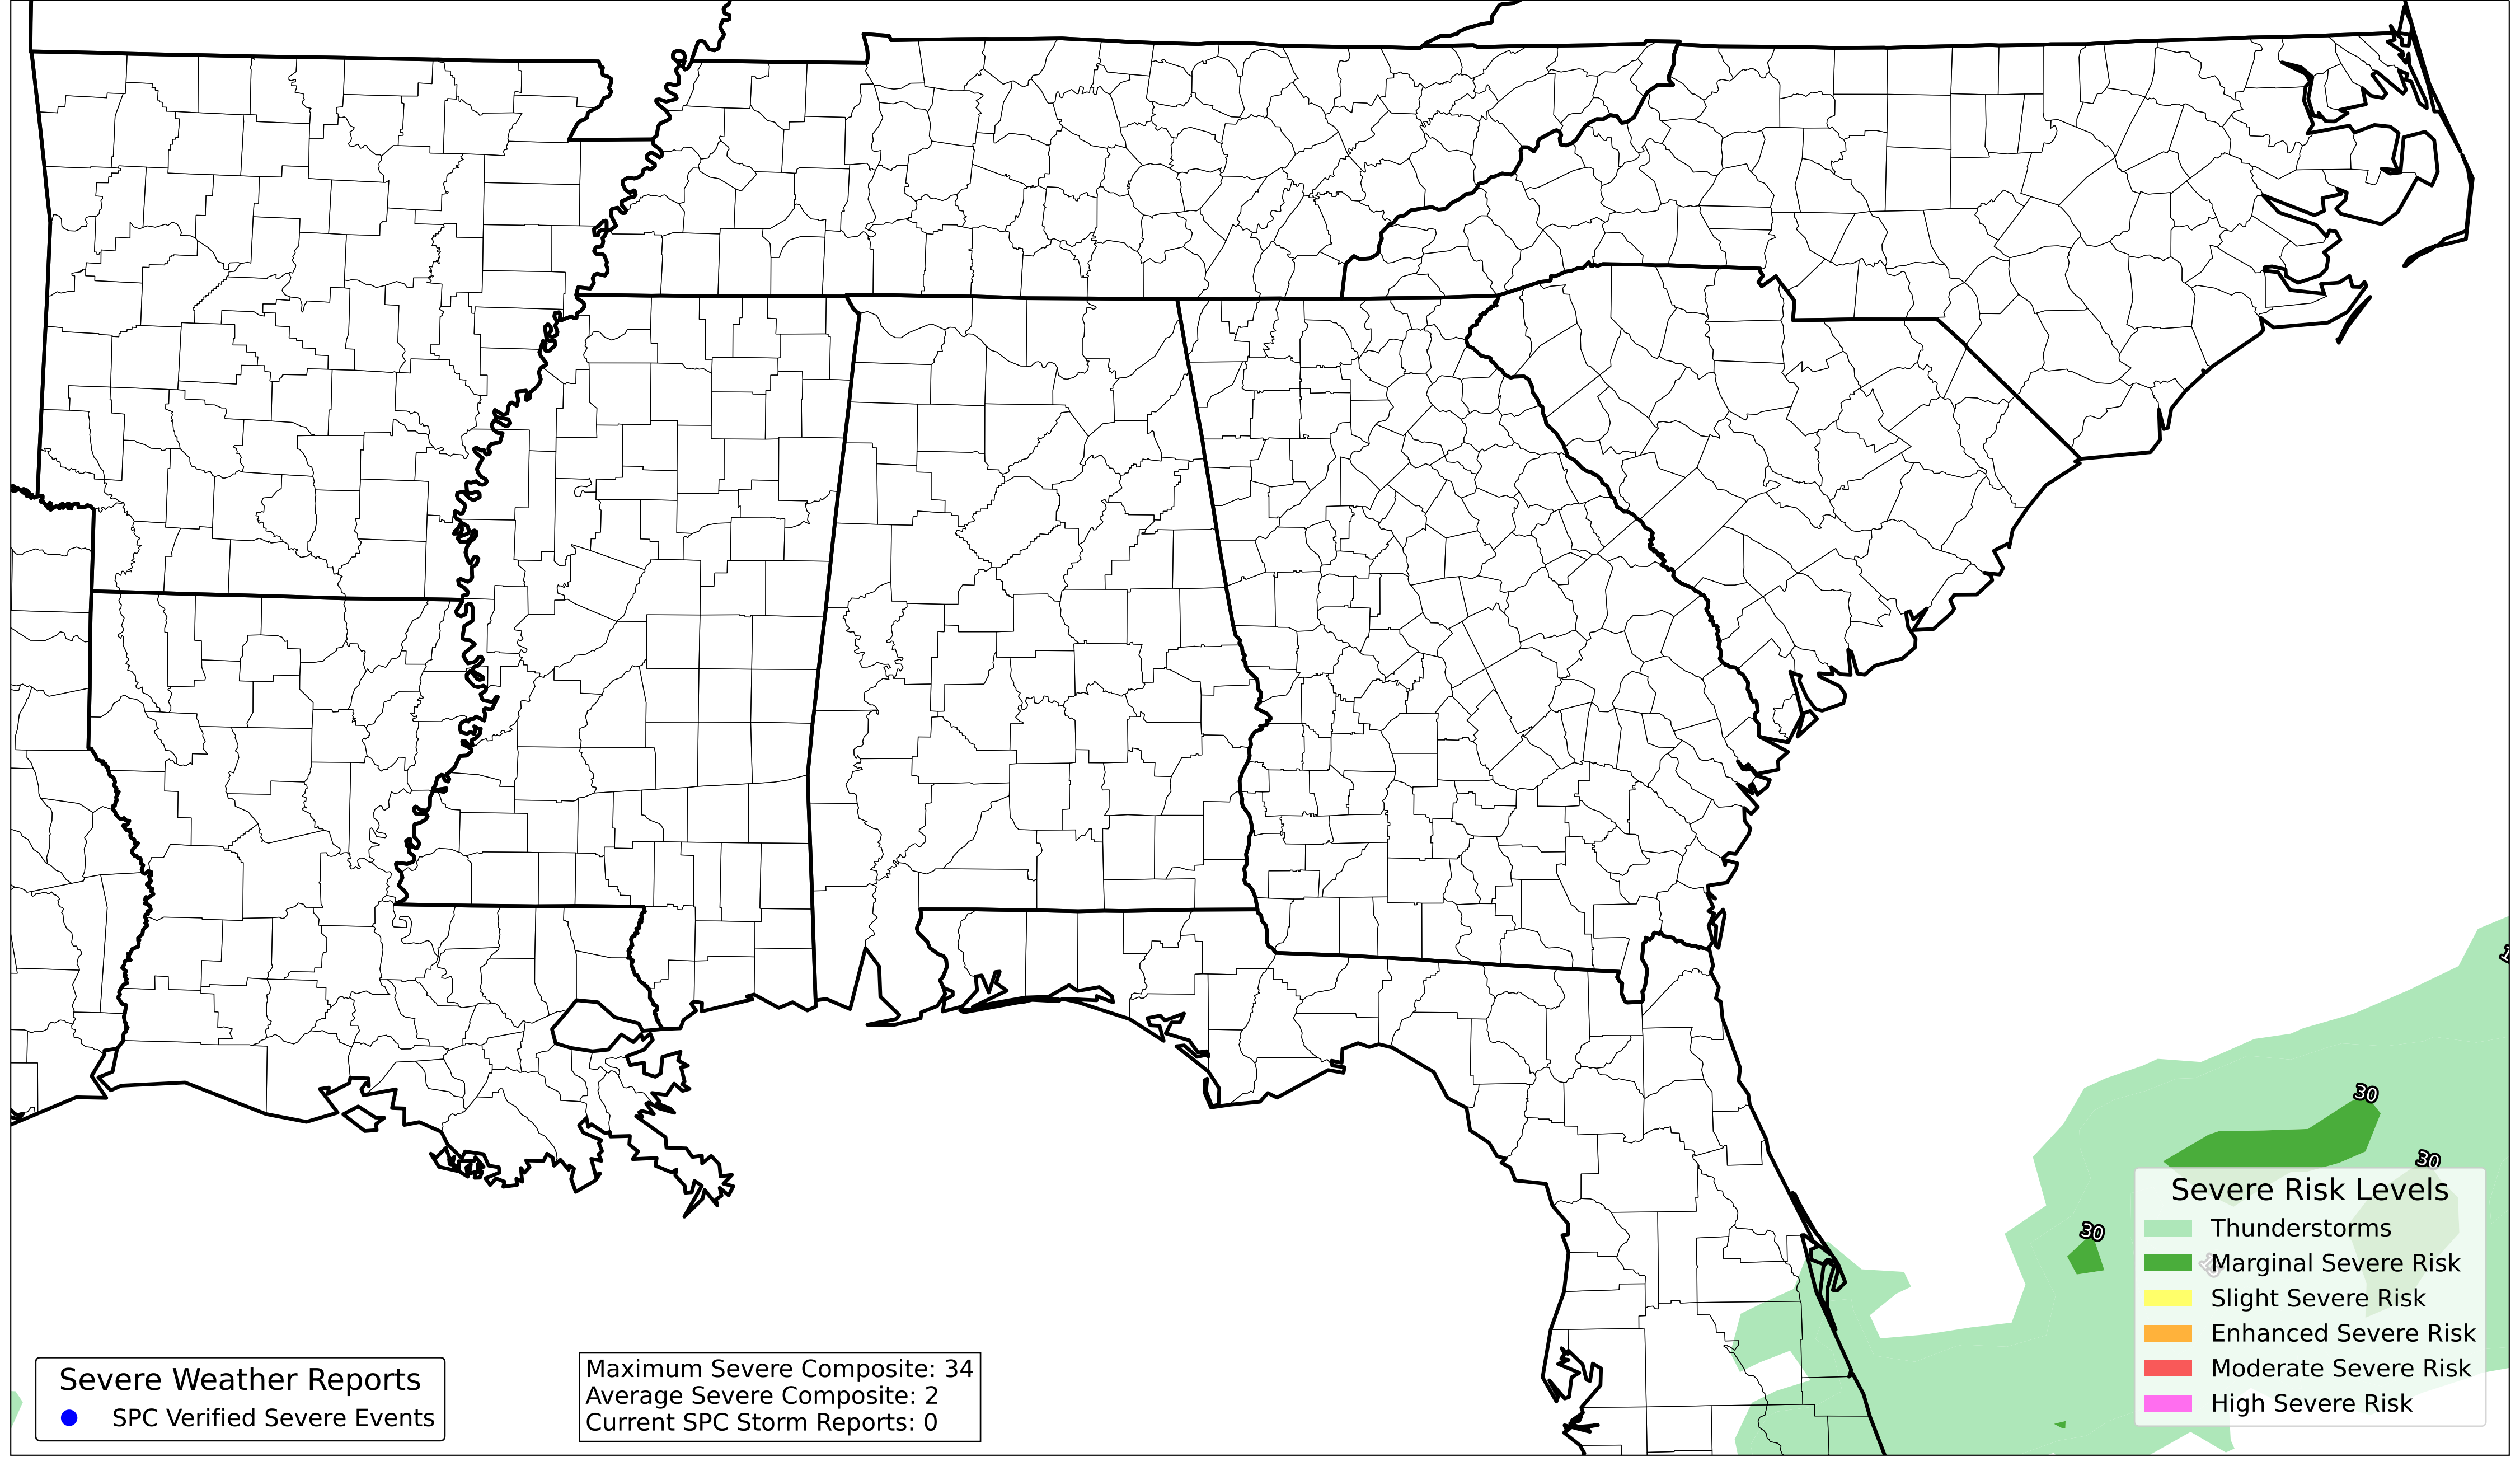 30
30
30
Severe Risk Levels
Thunderstorms
Marginal Severe Risk
Slight Severe Risk
Enhanced Severe Risk
Moderate Severe Risk
High Severe Risk
Maximum Severe Composite: 34
Average Severe Composite: 2
Current SPC Storm Reports: 0
Severe Weather Reports
SPC Verified Severe Events